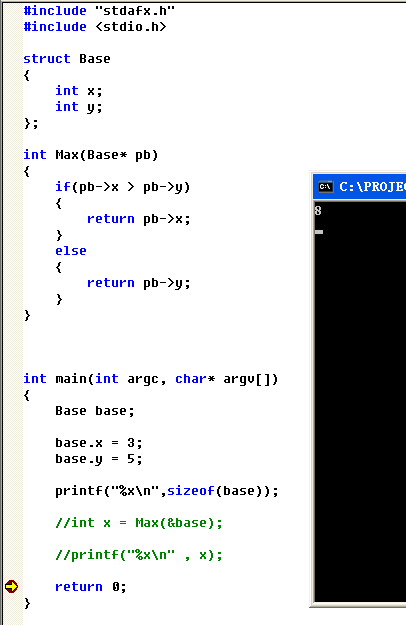 #include "stdafx.h"
#include <stdio.h>
struct Base
{
    int x;
    int y;
};
int Max(Base* pb)
{
    if(pb->x > pb->y)
    {
        return pb->x;
    }
    else
    {
        return pb->y;
    }
}
int main(int argc, char* argv[])
{
    Base base;
    base.x = 3;
    base.y = 5;
    printf("%x\n",sizeof(base));
    //int x = Max(&base);
    //printf("%x\n" , x);
    return 0;
}
C:\PROJEC
8